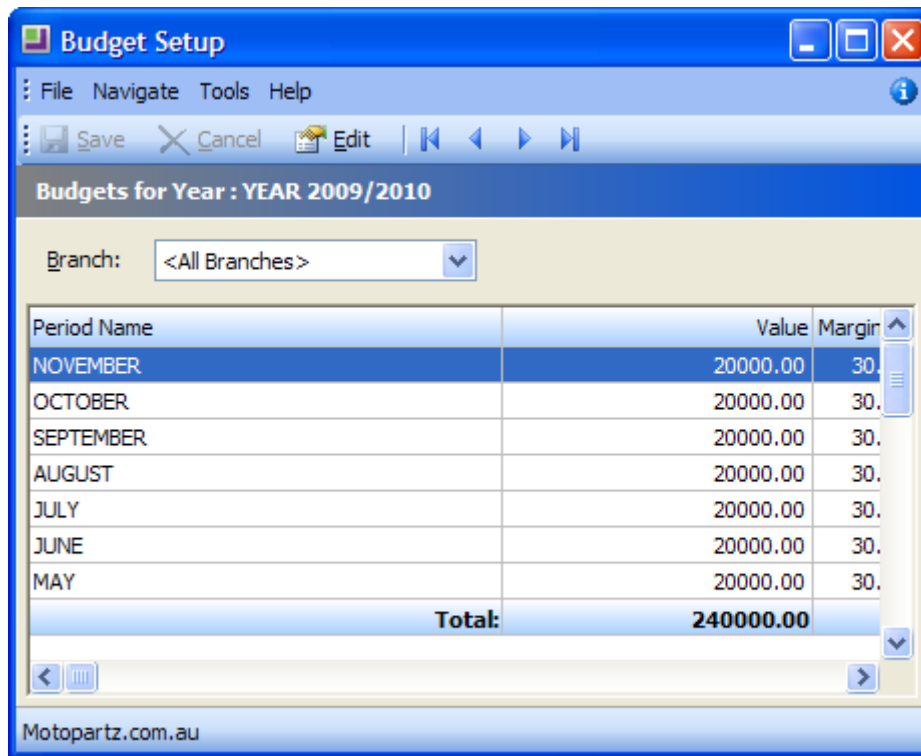 Budget Setup
File Navigate Tools Help
Save Cancel Edit
Budgets for Year : YEAR 2009/2010
Branch: <All Branches>
Period Name Value Margin
NOVEMBER 20000.00 30.
OCTOBER 20000.00 30.
SEPTEMBER 20000.00 30.
AUGUST 20000.00 30.
JULY 20000.00 30.
JUNE 20000.00 30.
MAY 20000.00 30.
Total: 240000.00
Motopartz.com.au